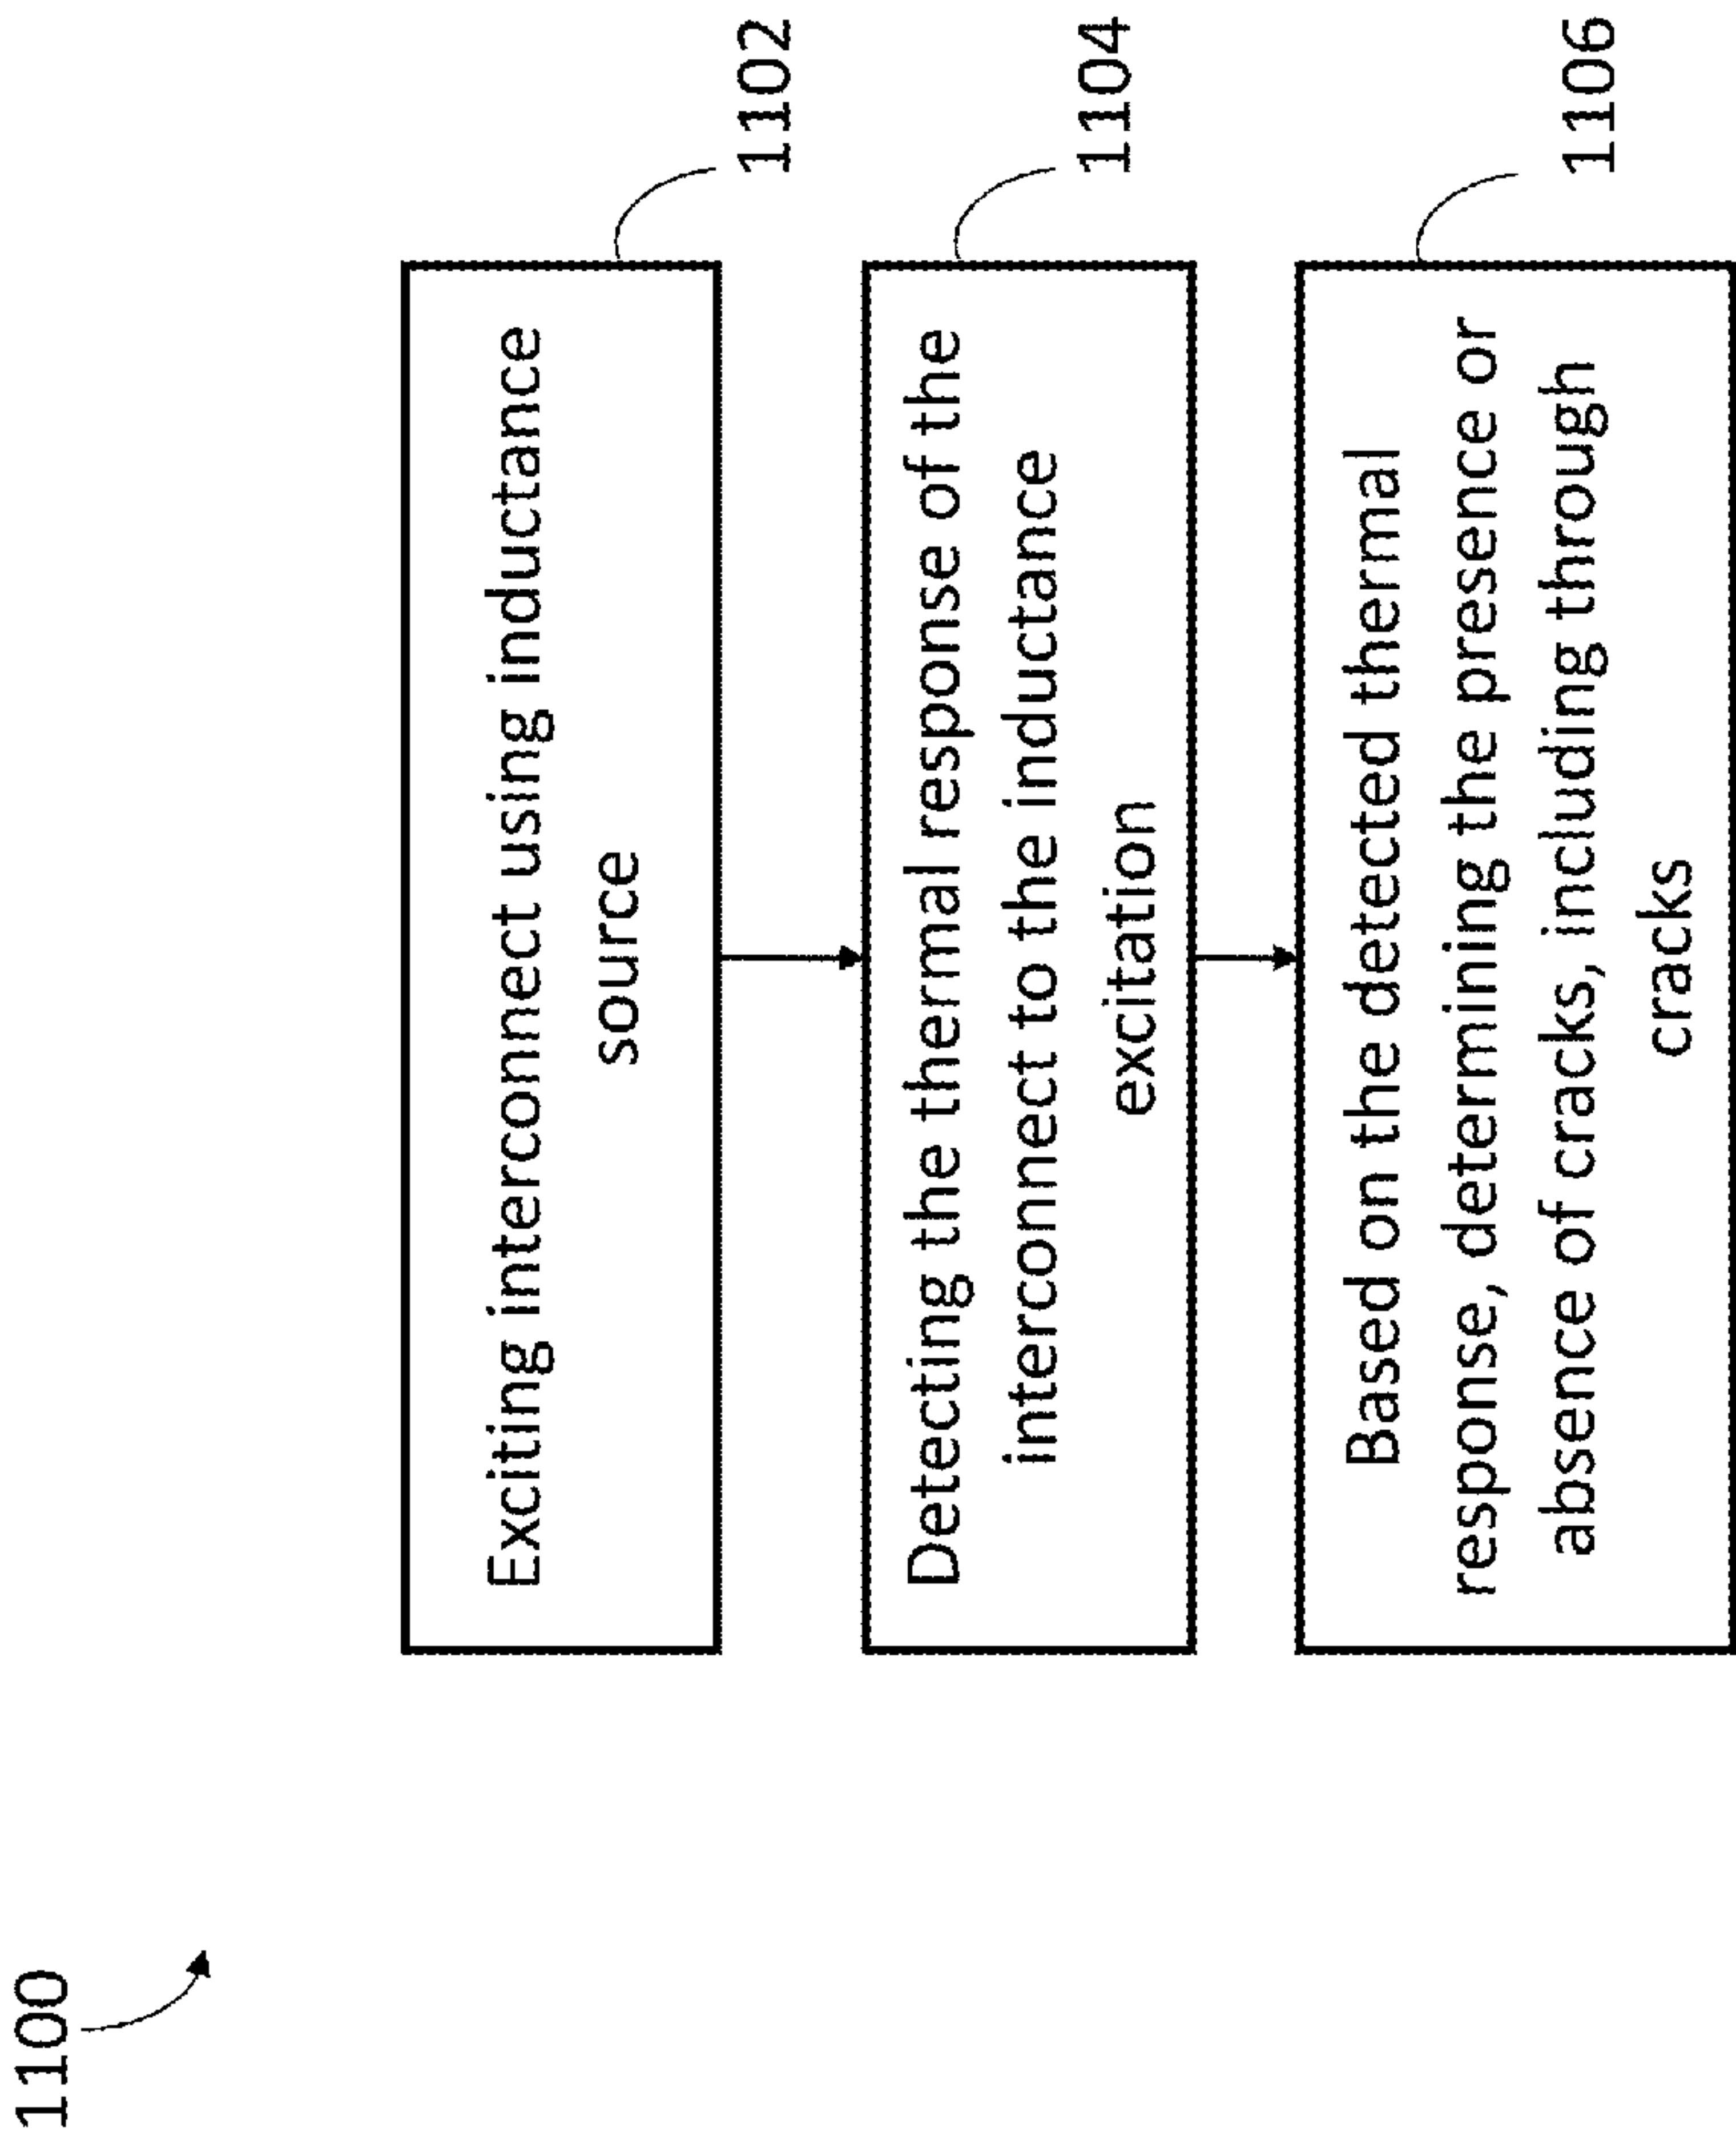 1100
Exciting interconnect using inductance
source
1102
Detecting the thermal response of the
interconnect to the inductance
excitation
1104
Based on the detected thermal
response, determining the presence or
absence of cracks, including through
cracks
1106